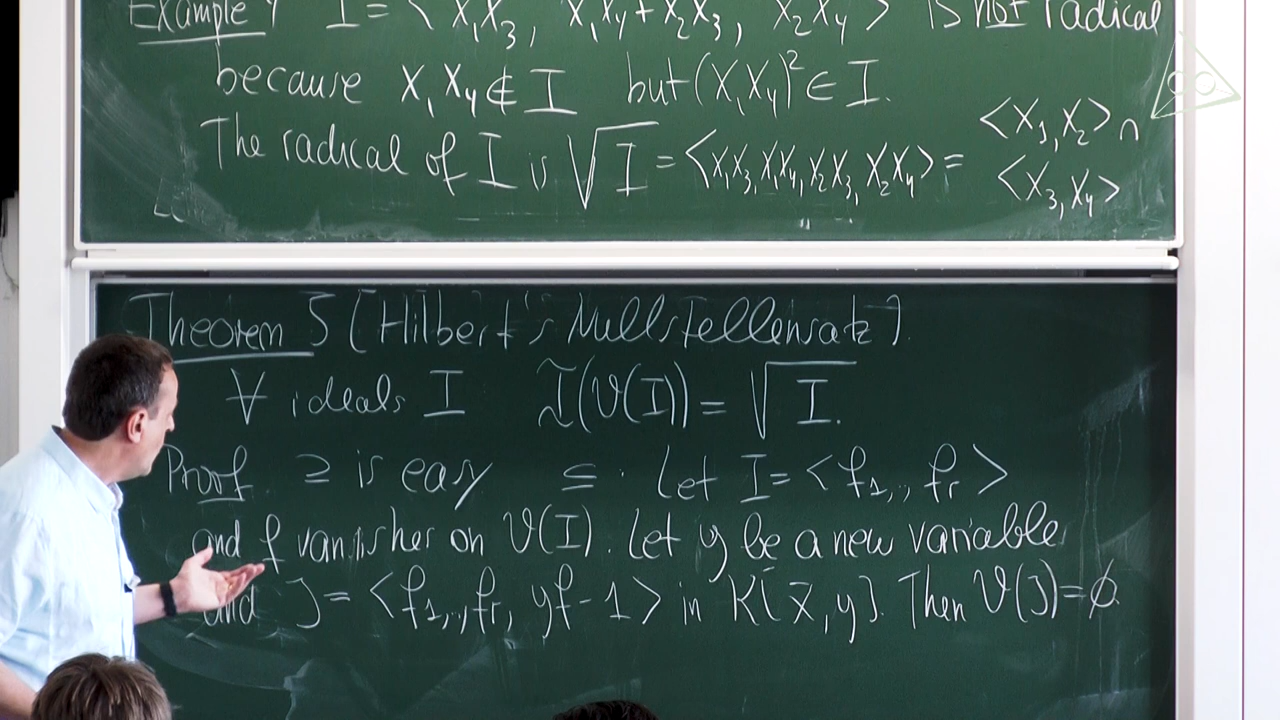 Example I = < x₁x₃, x₁x₄ + x₂x₃, x₂x₄ > is not radical
because x₁x₄ ∉ I but (x₁x₄)² ∈ I.
The radical of I is √I = <x₁x₃, x₁x₄, x₂x₃, x₂x₄> = <x₁, x₂> ∩
<x₃, x₄>
Theorem 5 (Hilbert's Nullstellensatz).
∀ ideals I I(V(I)) = √I.
Proof ⊇ is easy ⊆ : Let I = <f₁,.., fr>
and f vanishes on V(I). Let y be a new variable
and J = <f₁,.., fr, yf-1> in K[x,y]. Then V(J) = ∅.